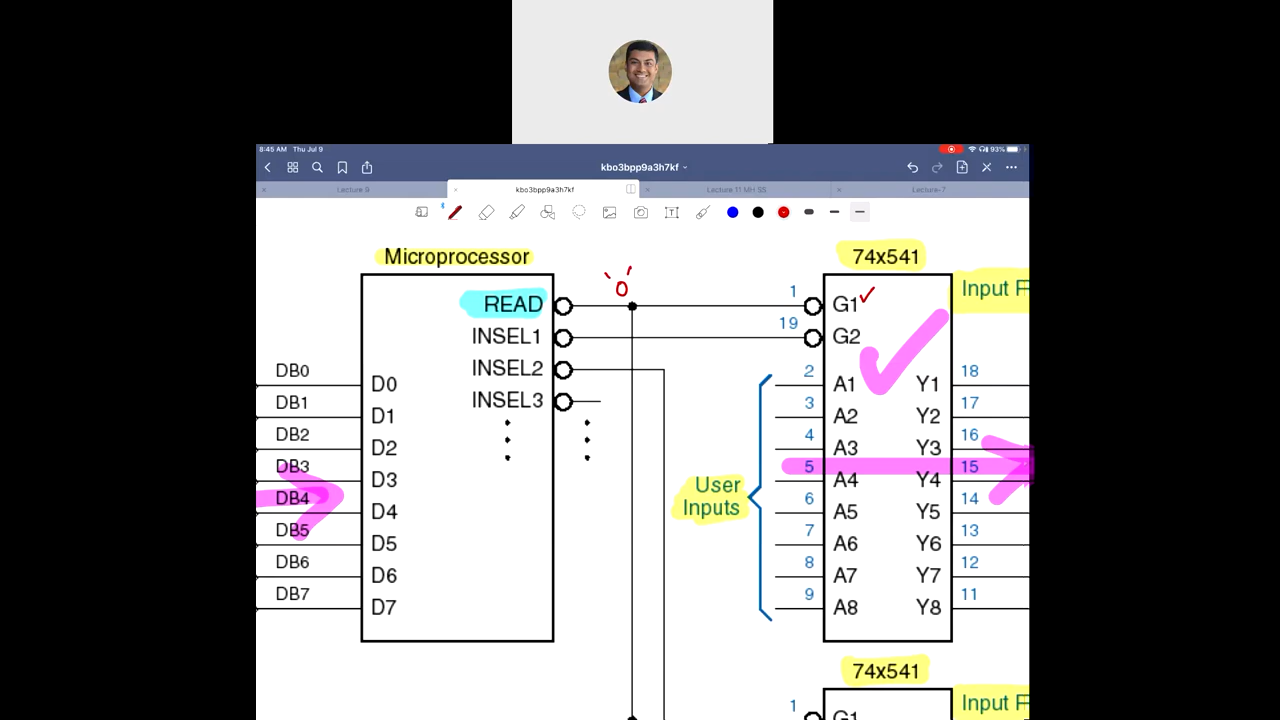 8:45 AM Thu Jul 9
93%
kbo3bpp9a3h7kf
Lecture 9
kbo3bpp9a3h7kf
Lecture 11 MH S5
Lecture-7
Microprocessor
74x541
'0'
READ
INSEL1
INSEL2
INSEL3
1
19
G1
G2
Input
DB0
DB1
DB2
DB3
DB4
DB5
DB6
DB7
D0
D1
D2
D3
D4
D5
D6
D7
User
Inputs
2
3
4
5
6
7
8
9
A1
A2
A3
A4
A5
A6
A7
A8
Y1
Y2
Y3
Y4
Y5
Y6
Y7
Y8
18
17
16
15
14
13
12
11
74x541
1
G1
Input